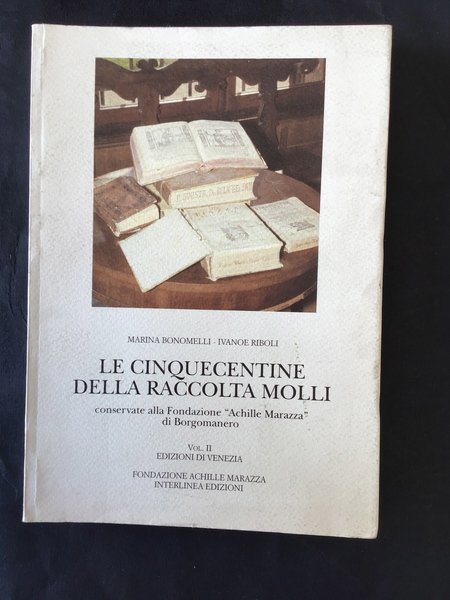 MARINA BONOMELLI - IVANOE RIBOLI
LE CINQUECENTINE
DELLA RACCOLTA MOLLI
conservate alla Fondazione "Achille Marazza"
di Borgomanero
VOL. II
EDIZIONI DI VENEZIA
FONDAZIONE ACHILLE MARAZZA
INTERLINEA EDIZIONI